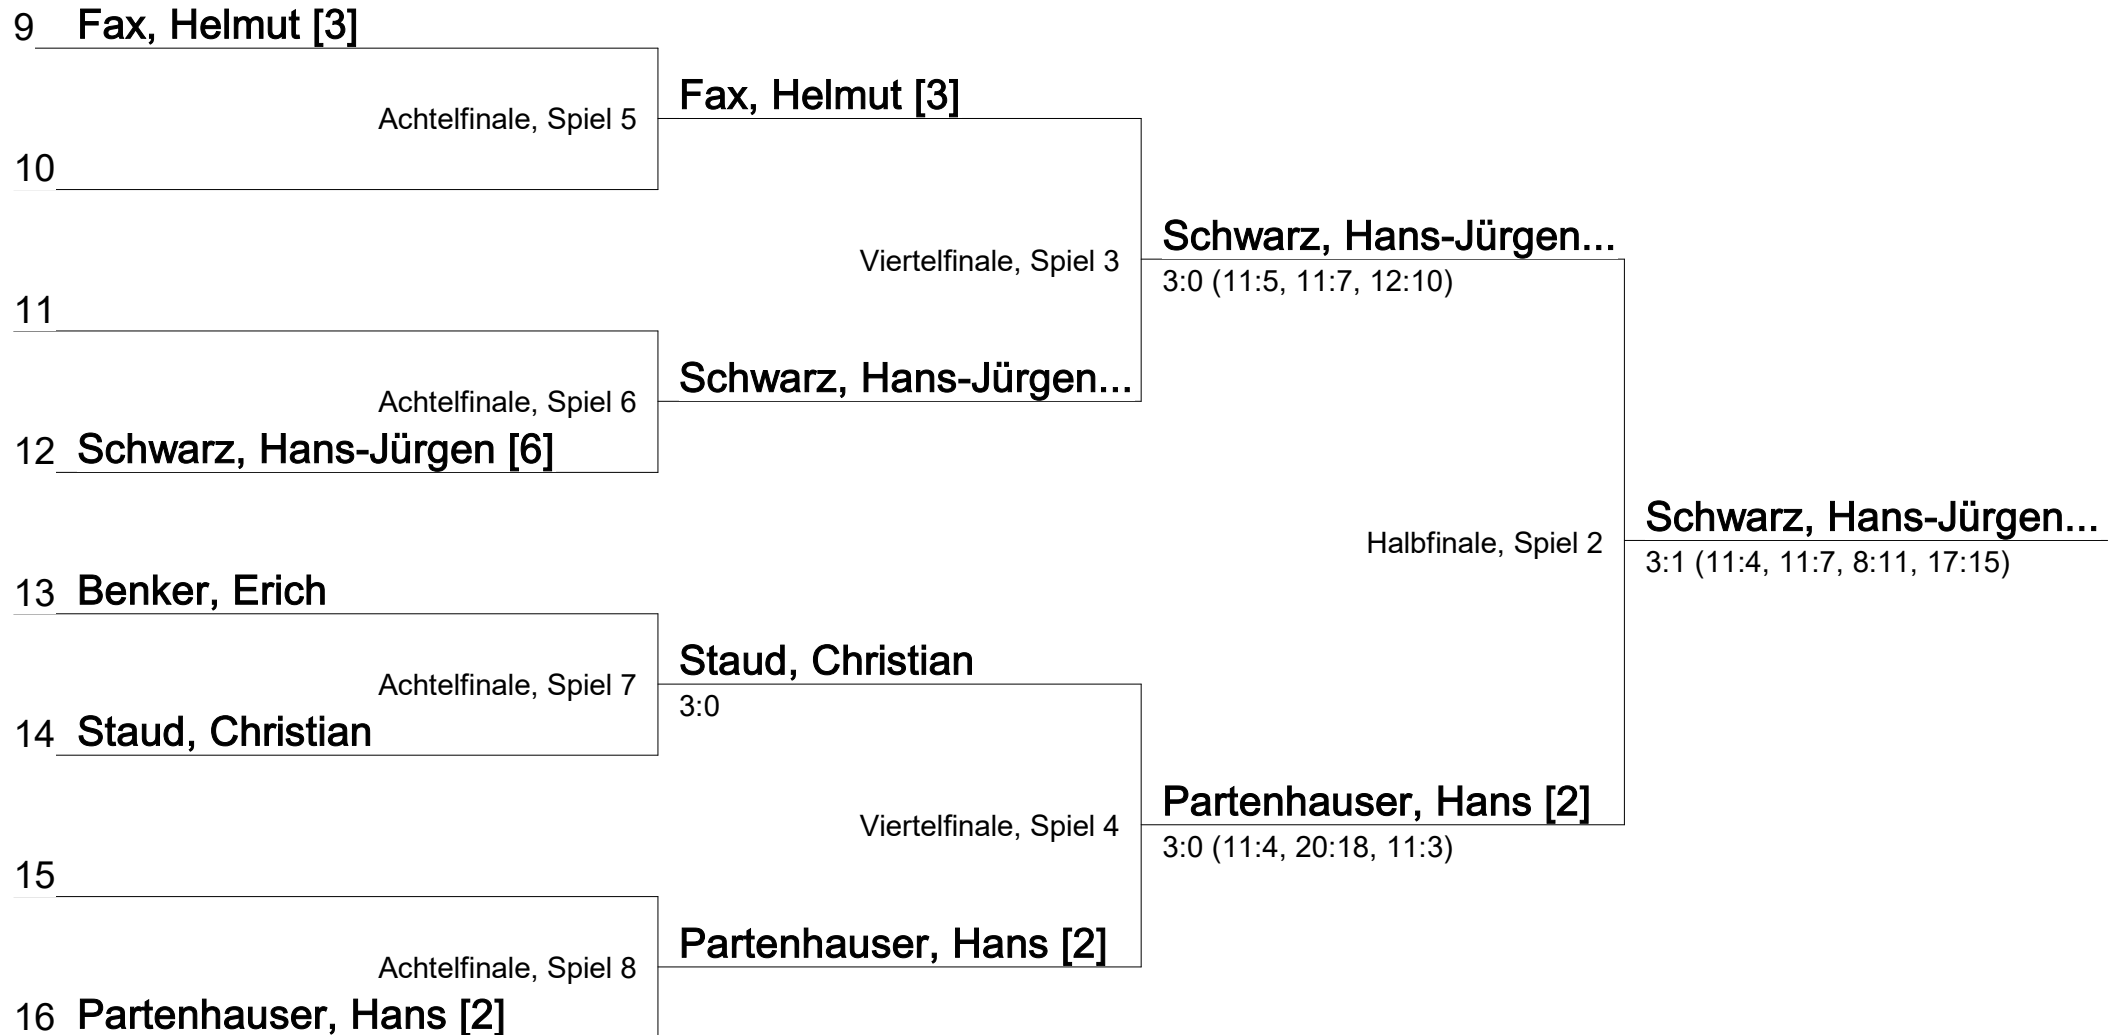 9 Fax, Helmut [3]
Fax, Helmut [3]
Achtelfinale, Spiel 5
10
Schwarz, Hans-Jürgen...
Viertelfinale, Spiel 3
3:0 (11:5, 11:7, 12:10)
11
Schwarz, Hans-Jürgen...
Achtelfinale, Spiel 6
12 Schwarz, Hans-Jürgen [6]
Schwarz, Hans-Jürgen...
Halbfinale, Spiel 2
3:1 (11:4, 11:7, 8:11, 17:15)
13 Benker, Erich
Staud, Christian
Achtelfinale, Spiel 7
3:0
14 Staud, Christian
Partenhauser, Hans [2]
Viertelfinale, Spiel 4
3:0 (11:4, 20:18, 11:3)
15
Partenhauser, Hans [2]
Achtelfinale, Spiel 8
16 Partenhauser, Hans [2]